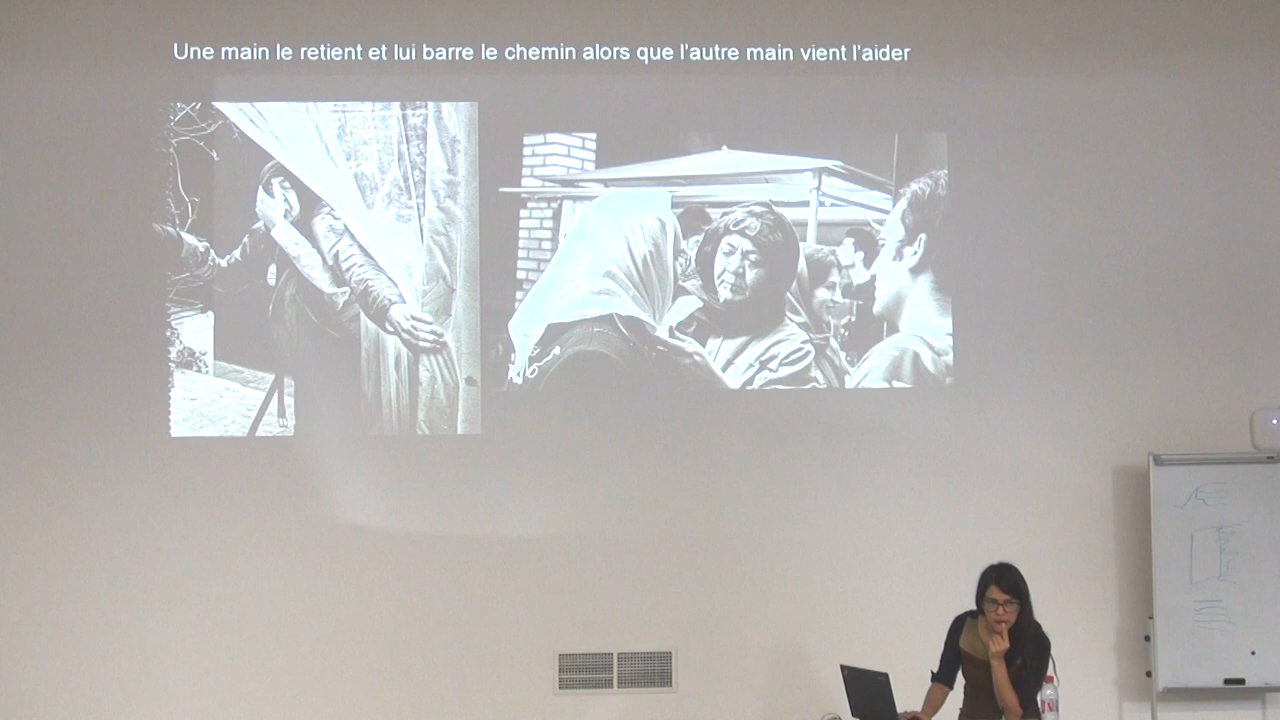 Une main le retient et lui barre le chemin alors que l'autre main vient l'aider